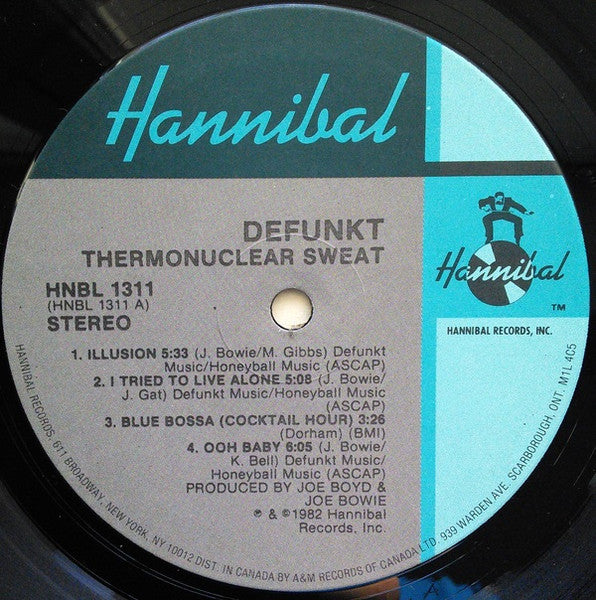 Hannibal
DEFUNKT
THERMONUCLEAR SWEAT
Hannibal
TM
HANNIBAL RECORDS, INC.
HNBL 1311
(HNBL 1311 A)
STEREO
1. ILLUSION 5:33 (J. Bowie/M. Gibbs) Defunkt
Music/Honeyball Music (ASCAP)
2. I TRIED TO LIVE ALONE 5:08 (J. Bowie/
J. Gat) Defunkt Music/Honeyball Music
(ASCAP)
3. BLUE BOSSA (COCKTAIL HOUR) 3:26
(Dorham) (BMI)
4. OOH BABY 6:05 (J. Bowie/
K. Bell) Defunkt Music/
Honeyball Music (ASCAP)
PRODUCED BY JOE BOYD &
JOE BOWIE
℗ & ©1982 Hannibal
Records, Inc.
HANNIBAL RECORDS, 611 BROADWAY, NEW YORK, NY 10012 DIST. IN CANADA BY A&M RECORDS OF CANADA LTD. 939 WARDEN AVE. SCARBOROUGH, ONT. M1L 4C5